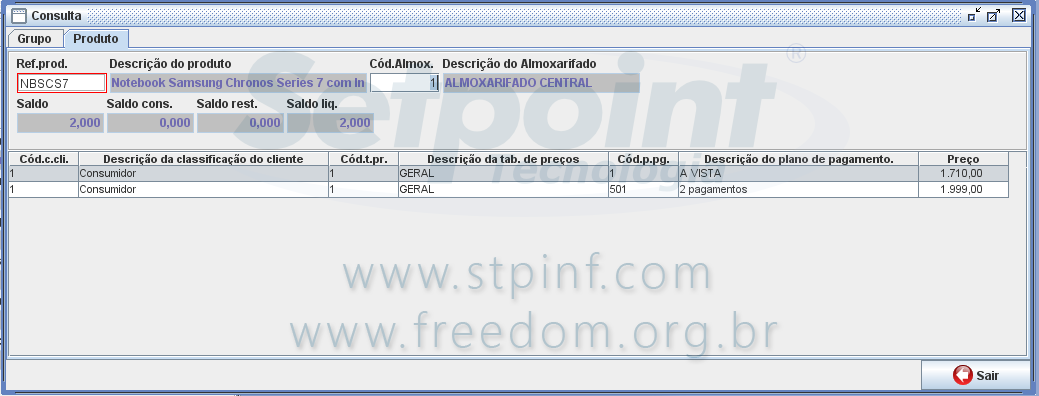 Consulta
Grupo Produto
Ref.prod. Descrição do produto Cód.Almox. Descrição do Almoxarifado
NBSCS7 Notebook Samsung Chronos Series 7 com In 1 ALMOXARIFADO CENTRAL
Saldo Saldo cons. Saldo rest. Saldo liq.
2,000 0,000 0,000 2,000
Setpoint ®
Tecnologia
Cód.c.cli. Descrição da classificação do cliente Cód.t.pr. Descrição da tab. de preços Cód.p.pg. Descrição do plano de pagamento. Preço
1 Consumidor 1 GERAL 1 A VISTA 1.710,00
1 Consumidor 1 GERAL 501 2 pagamentos 1.999,00
www.stpinf.com
www.freedom.org.br
Sair